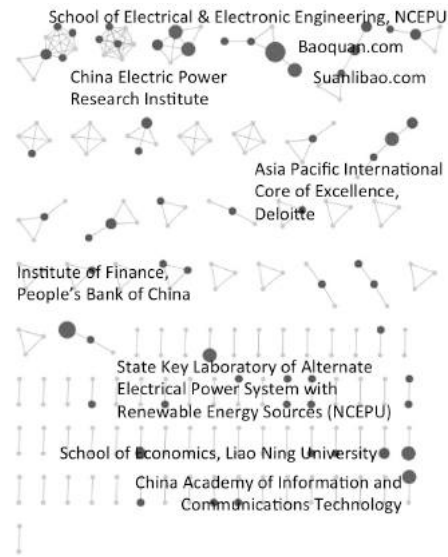 School of Electrical & Electronic Engineering, NCEPU
Baoquan.com
Suanlibao.com
China Electric Power
Research Institute
Asia Pacific International
Core of Excellence,
Deloitte
Institute of Finance,
People's Bank of China
State Key Laboratory of Alternate
Electrical Power System with
Renewable Energy Sources (NCEPU)
School of Economics, Liao Ning University
China Academy of Information and
Communications Technology